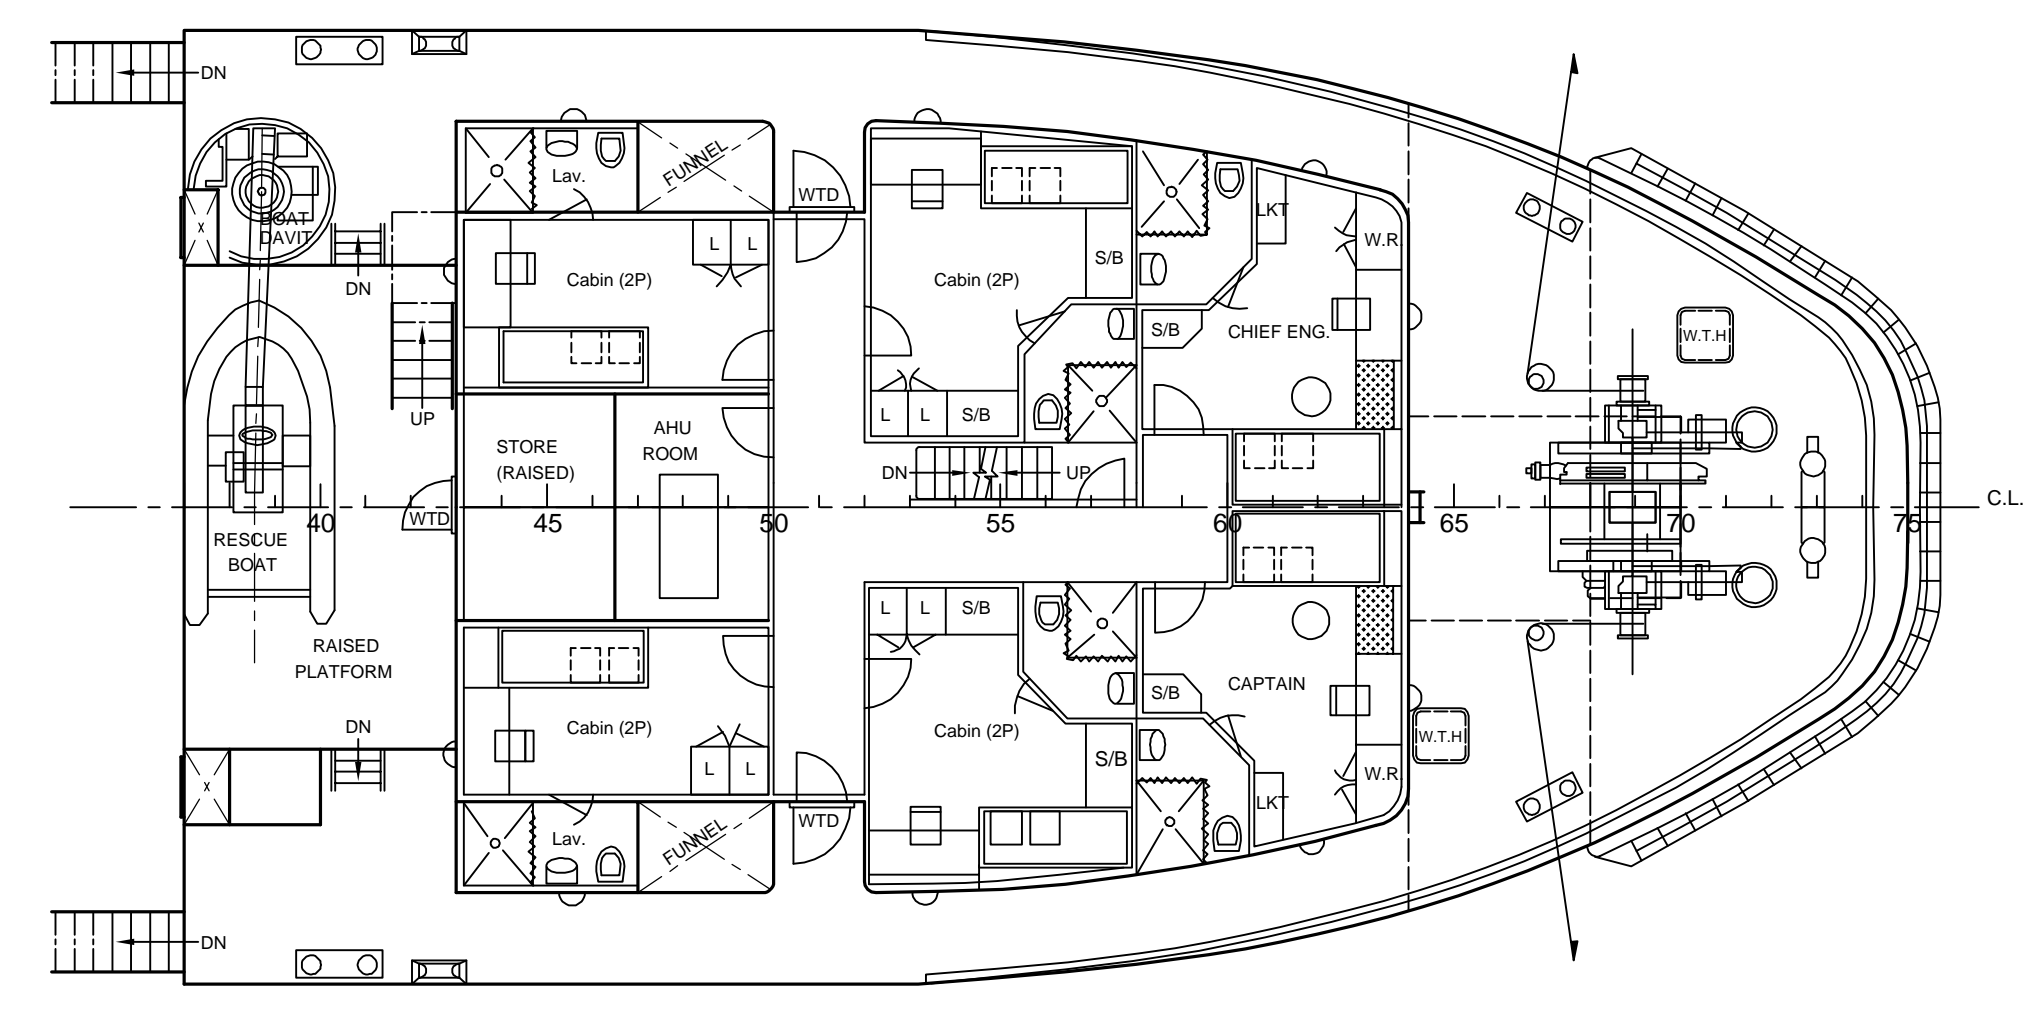 DN
Lav.
FUNNEL
WTD
BOAT
DAVIT
LKT
W.R.
L
L
DN
Cabin (2P)
Cabin (2P)
S/B
UP
S/B
CHIEF ENG.
W.T.H
L
L
S/B
STORE
(RAISED)
AHU
ROOM
DN
UP
WTD
40
45
50
55
60
65
70
75
C.L.
RESCUE
BOAT
L
L
S/B
RAISED
PLATFORM
S/B
CAPTAIN
DN
Cabin (2P)
Cabin (2P)
W.T.H
L
L
S/B
W.R.
LKT
Lav.
FUNNEL
WTD
DN